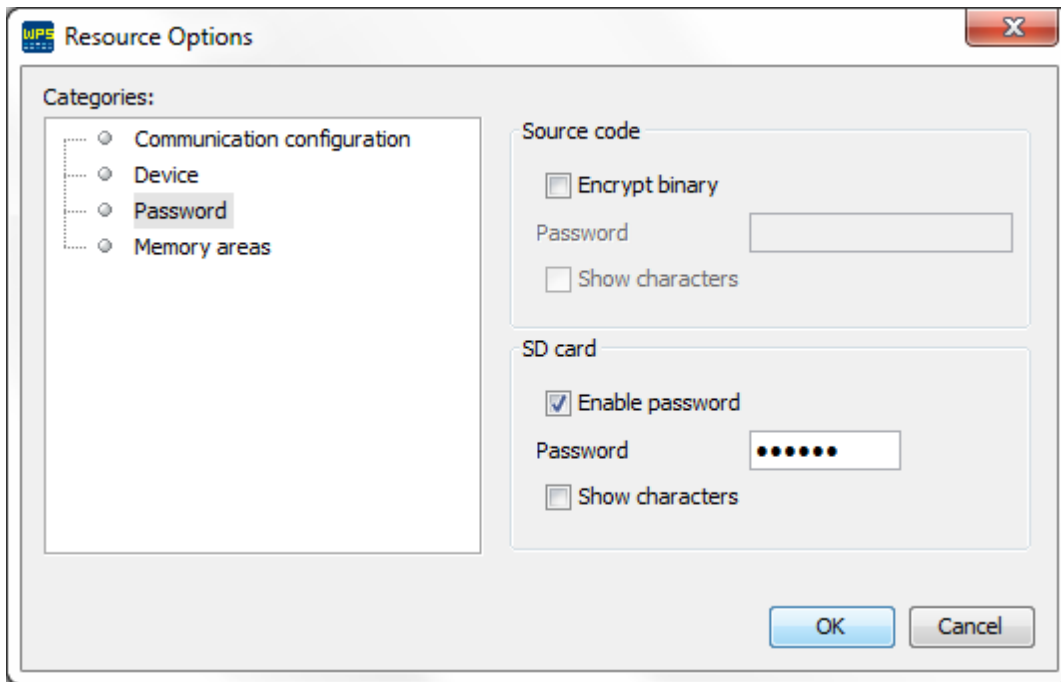 WPS
Resource Options
Categories:
Communication configuration
Device
Password
Memory areas
Source code
Encrypt binary
Password
Show characters
SD card
Enable password
Password
••••••
Show characters
OK
Cancel